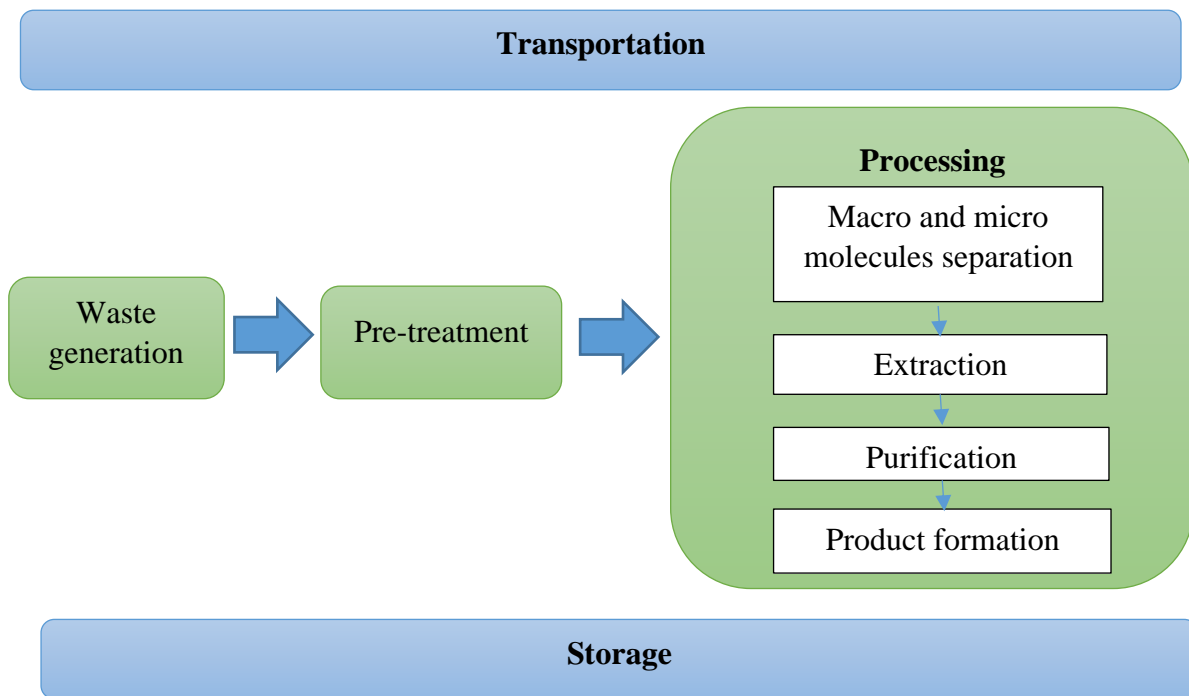 Transportation
Processing
Macro and micro
molecules separation
Waste
generation
Pre-treatment
Extraction
Purification
Product formation
Storage